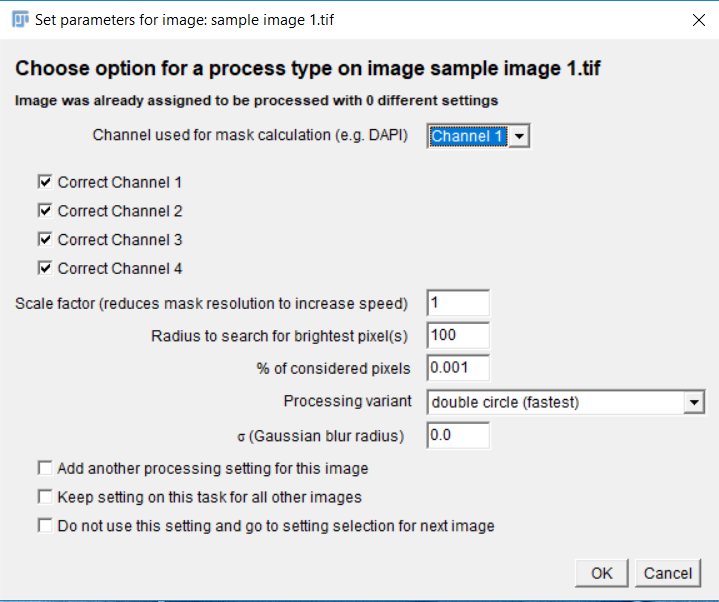 Set parameters for image: sample image 1.tif
Choose option for a process type on image sample image 1.tif
Image was already assigned to be processed with 0 different settings
Channel used for mask calculation (e.g. DAPI) Channel 1
Correct Channel 1
Correct Channel 2
Correct Channel 3
Correct Channel 4
Scale factor (reduces mask resolution to increase speed) 1
Radius to search for brightest pixel(s) 100
% of considered pixels 0.001
Processing variant double circle (fastest)
σ (Gaussian blur radius) 0.0
Add another processing setting for this image
Keep setting on this task for all other images
Do not use this setting and go to setting selection for next image
OK Cancel